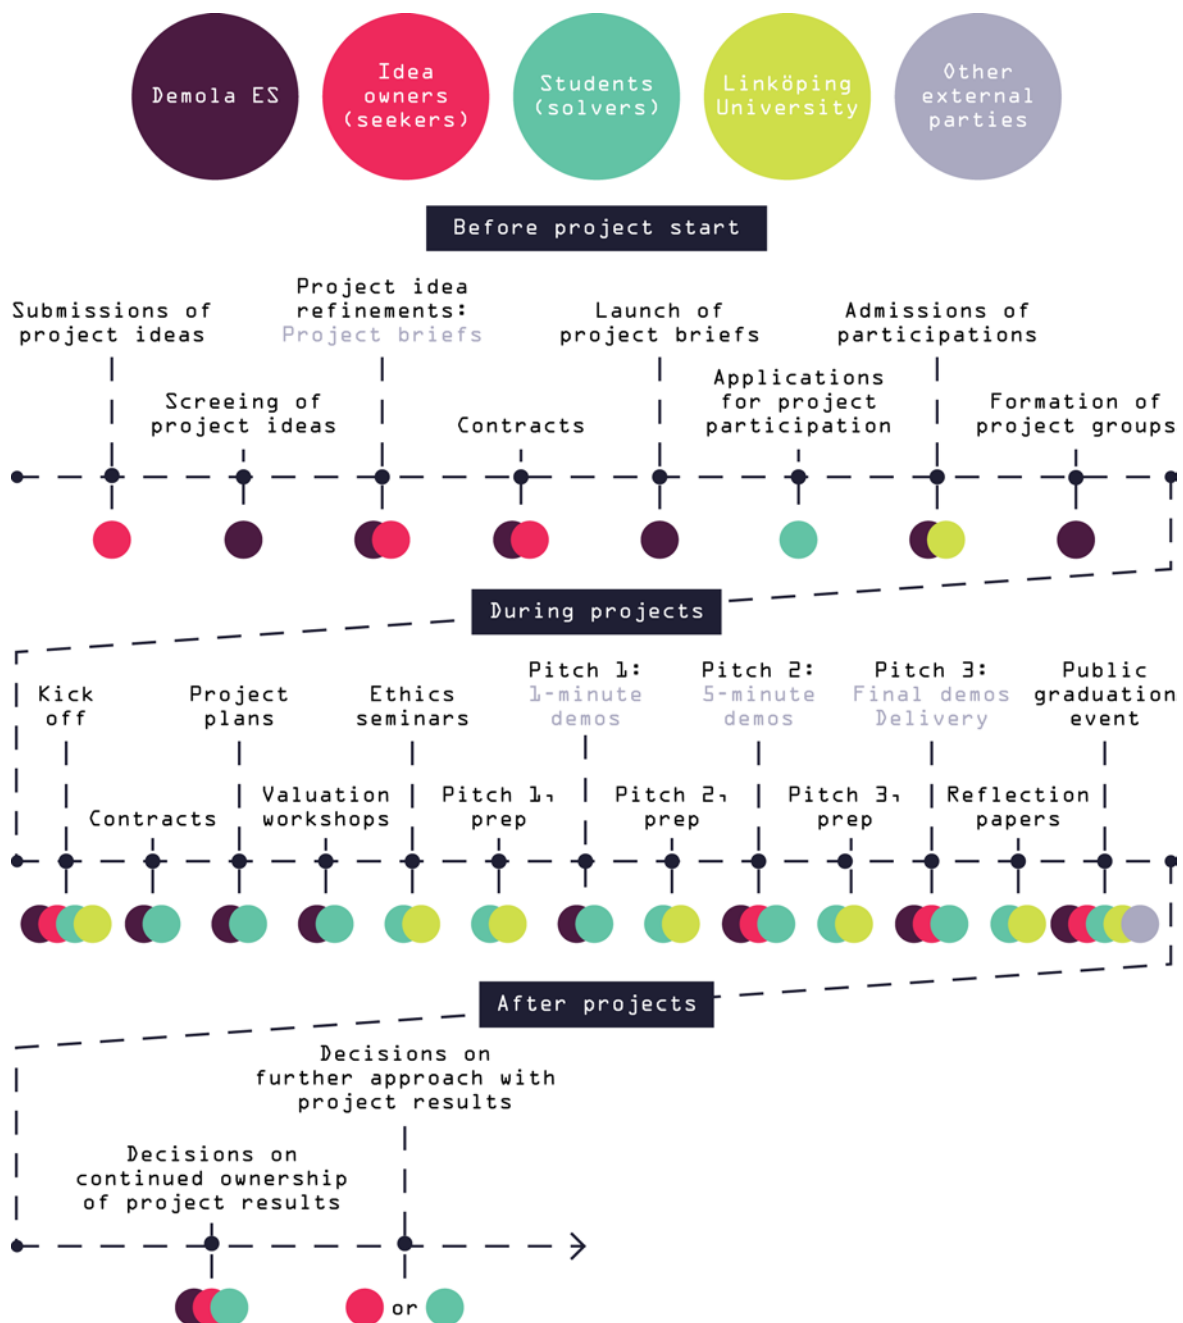 Demola ES
Idea
owners
(seekers)
Students
(solvers)
Linköping
University
Other
external
parties
Before project start
Submissions of
project ideas
Screeing of
project ideas
Project idea
refinements:
Project briefs
Contracts
Launch of
project briefs
Applications
for project
participation
Admissions of
participations
Formation of
project groups
During projects
Kick
off
Contracts
Project
plans
Valuation
workshops
Ethics
seminars
Pitch 1,
prep
Pitch 1:
1-minute
demos
Pitch 2,
prep
Pitch 2:
5-minute
demos
Pitch 3,
prep
Pitch 3:
Final demos
Delivery
Reflection
papers
Public
graduation
event
After projects
Decisions on
continued ownership
of project results
Decisions on
further approach with
project results
or